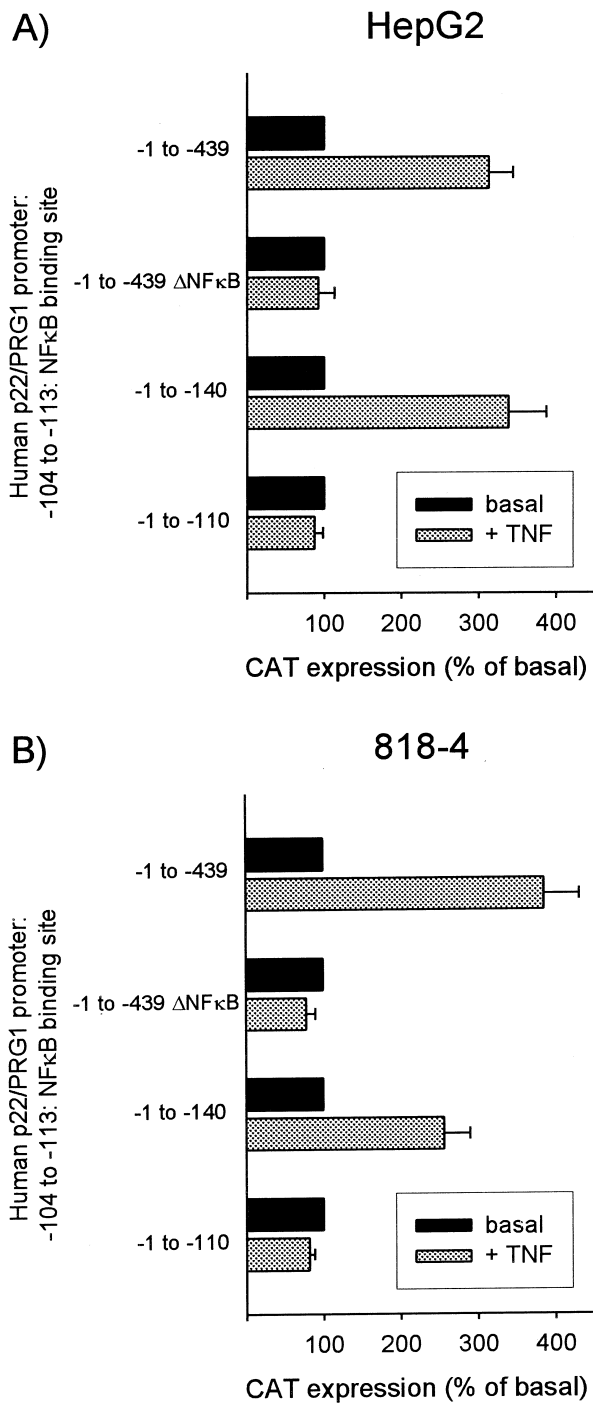 A)
HepG2
Human p22/PRG1 promoter:
-104 to -113: NFκB binding site
-1 to -439
-1 to -439 ΔNFκB
-1 to -140
-1 to -110
basal
+ TNF
100 200 300 400
CAT expression (% of basal)
B)
818-4
Human p22/PRG1 promoter:
-104 to -113: NFκB binding site
-1 to -439
-1 to -439 ΔNFκB
-1 to -140
-1 to -110
basal
+ TNF
100 200 300 400
CAT expression (% of basal)